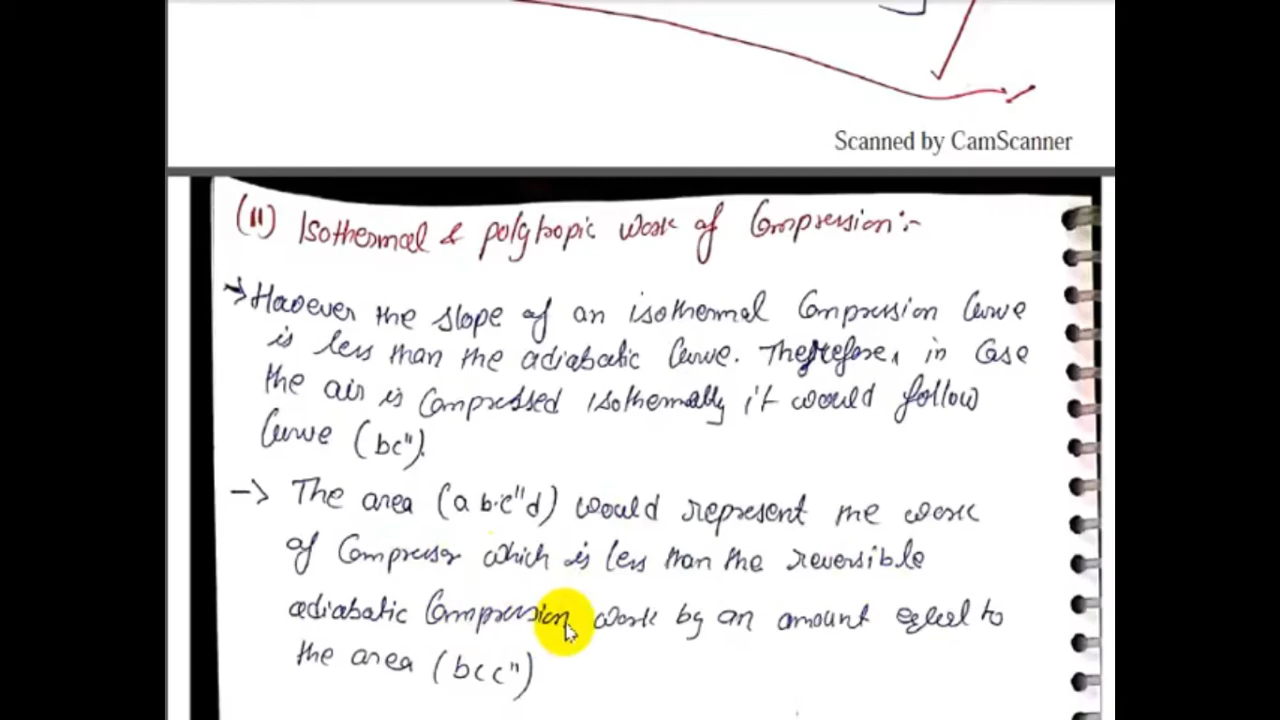 Scanned by CamScanner
(II) Isothermal & polytropic work of Compression:-
→ However the slope of an isothermal Compression Curve
is less than the adiabatic Curve. Therefore, in Case
the air is Compressed isothermally it would follow
Curve (bc").
→ The area (a b.c"d) would represent the work
of Compressor which is less than the reversible
adiabatic Compression work by an amount equal to
the area (bcc")